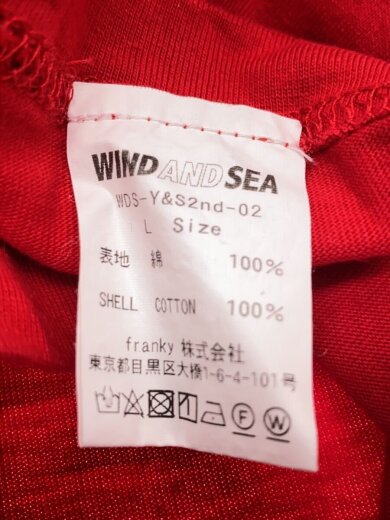 WIND AND SEA
WDS-Y&S2nd-02
L Size
表地 綿 100%
SHELL COTTON 100%
franky 株式会社
東京都目黒区大橋1-6-4-101号
F W